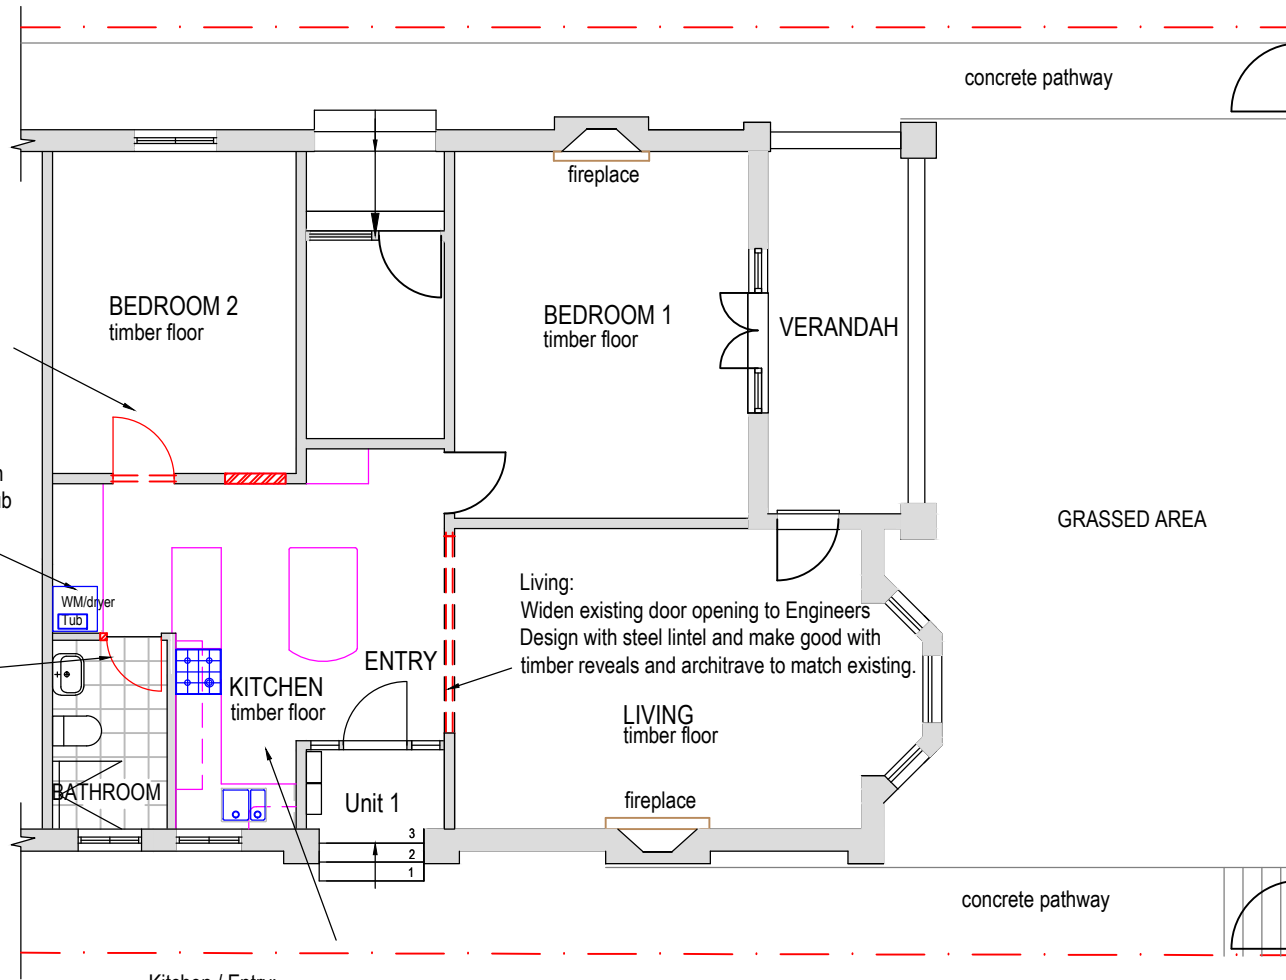 concrete pathway
fireplace
BEDROOM 2
timber floor
BEDROOM 1
timber floor
VERANDAH
GRASSED AREA
WM/dryer
Tub
Living:
Widen existing door opening to Engineers
Design with steel lintel and make good with
timber reveals and architrave to match existing.
ENTRY
KITCHEN
timber floor
LIVING
timber floor
BATHROOM
Unit 1
fireplace
3
2
1
concrete pathway
Kitchen / Entry: